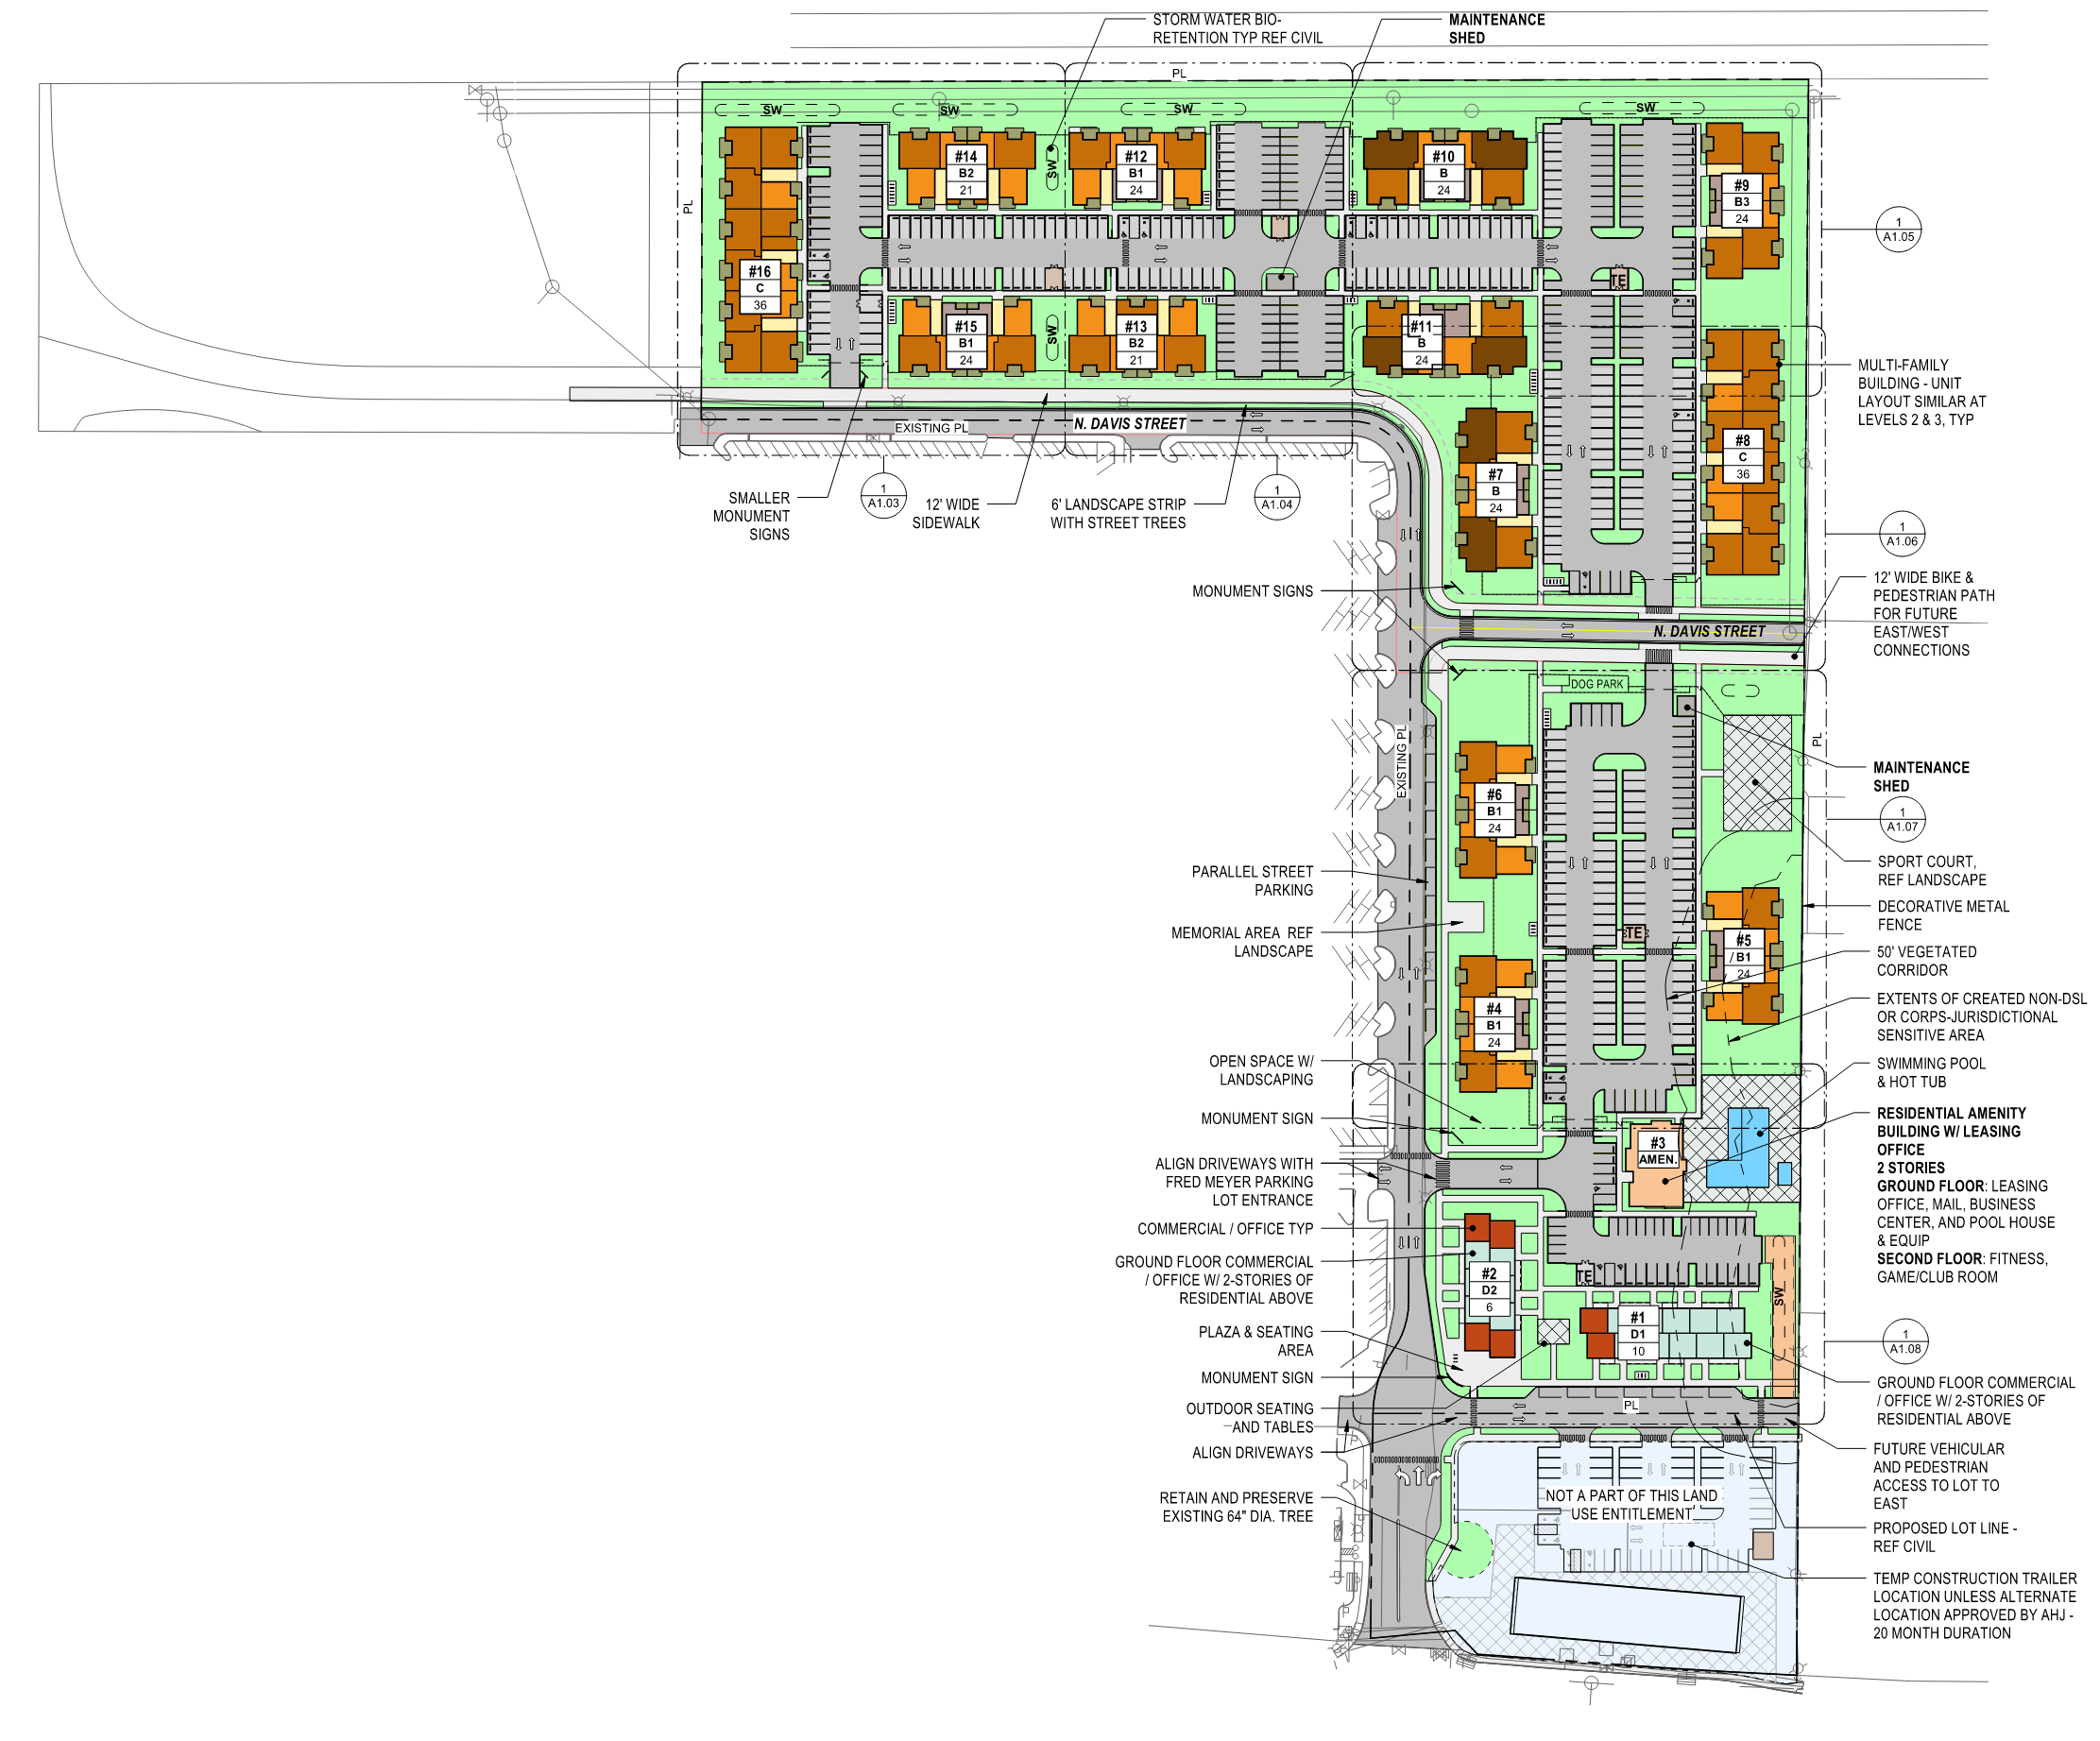 STORM WATER BIO-
RETENTION TYP REF CIVIL
MAINTENANCE
SHED
PL
SW
SW
SW
SW
PL
#14
B2
21
SW
#12
B1
24
#10
B
24
#9
B3
24
1
A1.05
#16
C
36
TE
#15
B1
24
SW
#13
B2
21
#11
B
24
MULTI-FAMILY
BUILDING - UNIT
LAYOUT SIMILAR AT
LEVELS 2 & 3, TYP
EXISTING PL
N. DAVIS STREET
#8
C
36
#7
B
24
SMALLER
MONUMENT
SIGNS
1
A1.03
12' WIDE
SIDEWALK
6' LANDSCAPE STRIP
WITH STREET TREES
1
A1.04
1
A1.06
MONUMENT SIGNS
12' WIDE BIKE &
PEDESTRIAN PATH
FOR FUTURE
EAST/WEST
CONNECTIONS
N. DAVIS STREET
DOG PARK
EXISTING PL
PL
MAINTENANCE
SHED
#6
B1
24
1
A1.07
PARALLEL STREET
PARKING
SPORT COURT,
REF LANDSCAPE
MEMORIAL AREA REF
LANDSCAPE
TE
#5
B1
24
DECORATIVE METAL
FENCE
50' VEGETATED
CORRIDOR
#4
B1
24
EXTENTS OF CREATED NON-DSL
OR CORPS-JURISDICTIONAL
SENSITIVE AREA
OPEN SPACE W/
LANDSCAPING
SWIMMING POOL
& HOT TUB
MONUMENT SIGN
#3
AMEN.
RESIDENTIAL AMENITY
BUILDING W/ LEASING
OFFICE
2 STORIES
GROUND FLOOR: LEASING
OFFICE, MAIL, BUSINESS
CENTER, AND POOL HOUSE
& EQUIP
SECOND FLOOR: FITNESS,
GAME/CLUB ROOM
ALIGN DRIVEWAYS WITH
FRED MEYER PARKING
LOT ENTRANCE
COMMERCIAL / OFFICE TYP
GROUND FLOOR COMMERCIAL
/ OFFICE W/ 2-STORIES OF
RESIDENTIAL ABOVE
#2
D2
6
TE
SW
#1
D1
10
PLAZA & SEATING
AREA
1
A1.08
MONUMENT SIGN
GROUND FLOOR COMMERCIAL
/ OFFICE W/ 2-STORIES OF
RESIDENTIAL ABOVE
OUTDOOR SEATING
AND TABLES
PL
ALIGN DRIVEWAYS
FUTURE VEHICULAR
AND PEDESTRIAN
ACCESS TO LOT TO
EAST
RETAIN AND PRESERVE
EXISTING 64" DIA. TREE
NOT A PART OF THIS LAND
USE ENTITLEMENT
PROPOSED LOT LINE -
REF CIVIL
TEMP CONSTRUCTION TRAILER
LOCATION UNLESS ALTERNATE
LOCATION APPROVED BY AHJ -
20 MONTH DURATION